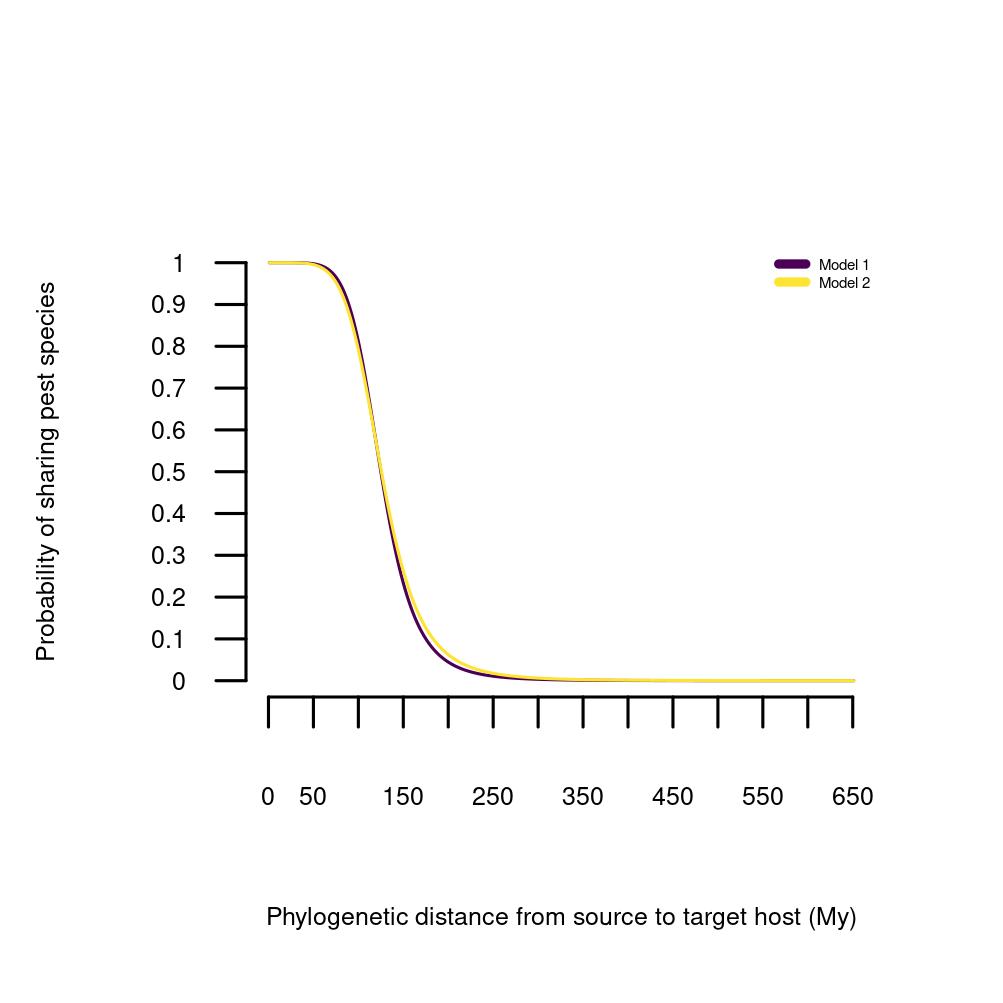 Model 1
Model 2
Probability of sharing pest species
1
0.9
0.8
0.7
0.6
0.5
0.4
0.3
0.2
0.1
0
0 50 150 250 350 450 550 650
Phylogenetic distance from source to target host (My)